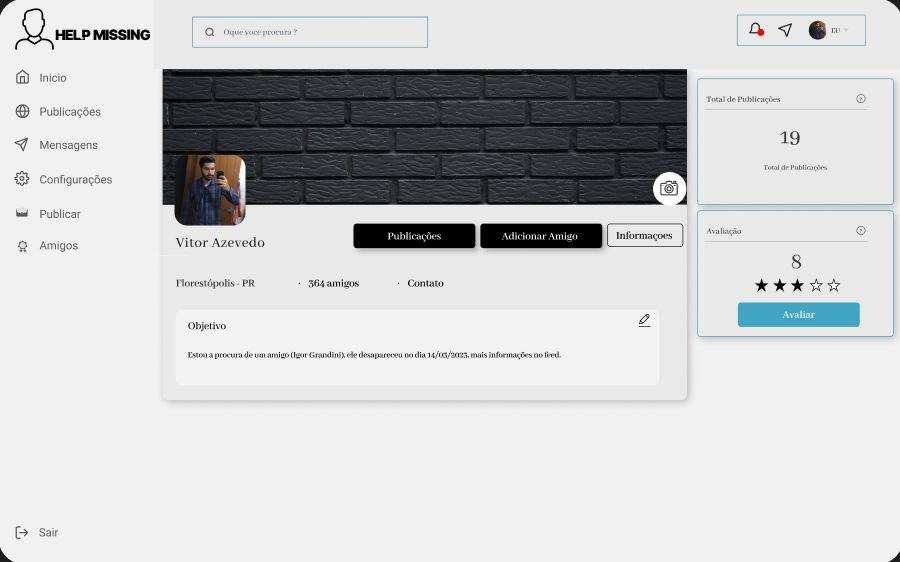 HELP MISSING
Oque voce procura ?
EU
Inicio
Publicações
Mensagens
Configurações
Publicar
Amigos
Sair
Vitor Azevedo
Publicações
Adicionar Amigo
Informaçoes
Florestópolis - PR
· 364 amigos
· Contato
Objetivo
Estou a procura de um amigo (Igor Grandini), ele desapareceu no dia 14/03/2023, mais informações no feed.
Total de Publicações
19
Total de Publicações
Avaliação
8
Avaliar